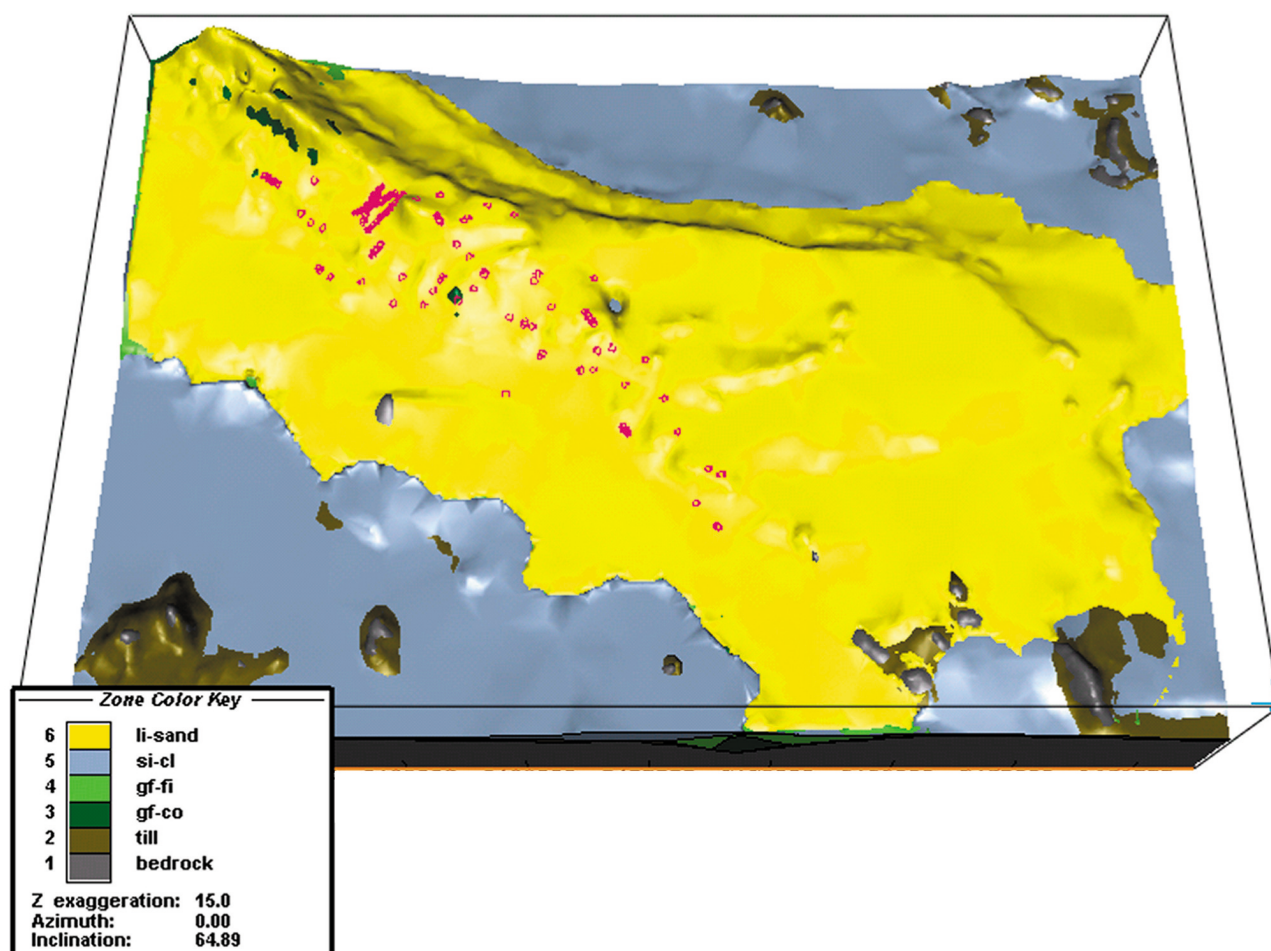 Zone Color Key
6 li-sand
5 si-cl
4 gf-fi
3 gf-co
2 till
1 bedrock
Z exaggeration: 15.0
Azimuth: 0.00
Inclination: 64.89